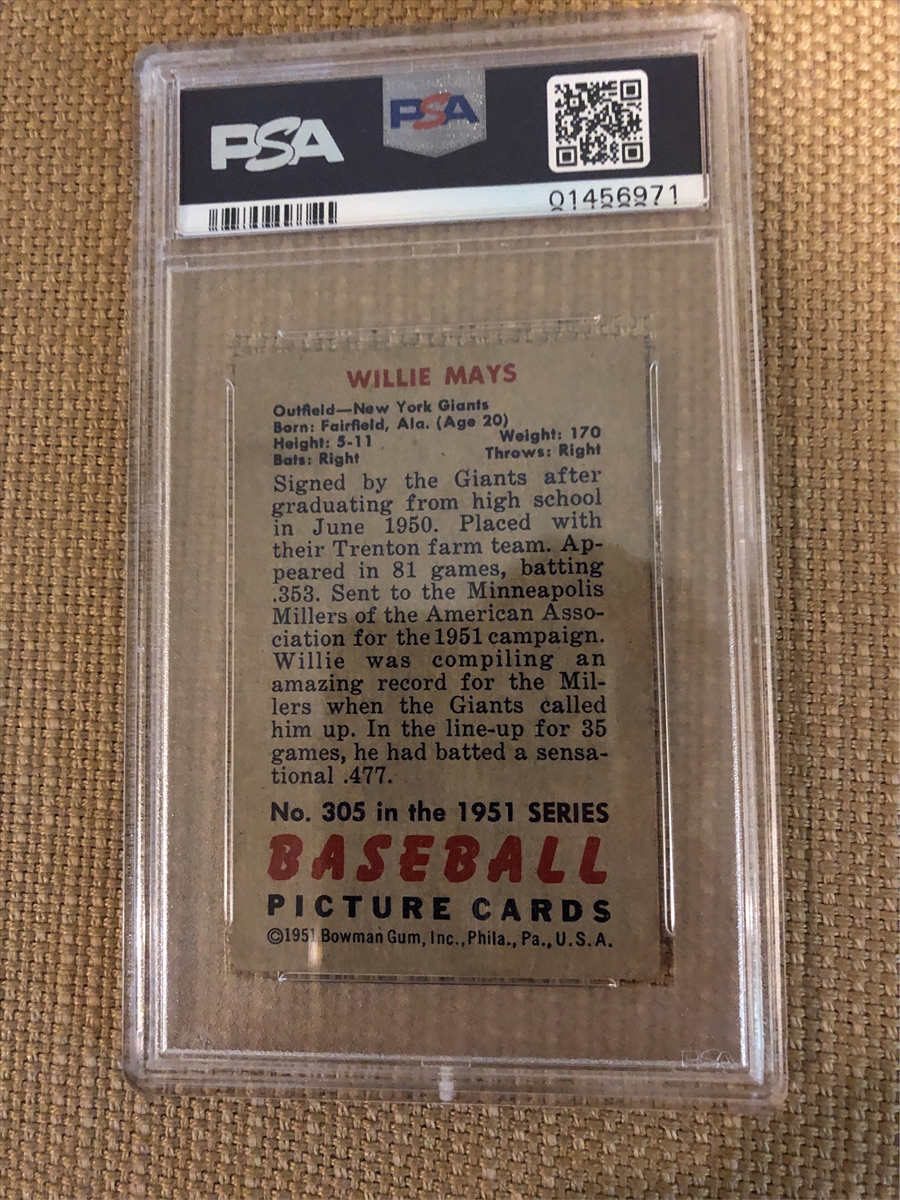 PSA
PSA
01456971
WILLIE MAYS
Outfield—New York Giants
Born: Fairfield, Ala. (Age 20)
Height: 5-11 Weight: 170
Bats: Right Throws: Right
Signed by the Giants after
graduating from high school
in June 1950. Placed with
their Trenton farm team. Ap-
peared in 81 games, batting
.353. Sent to the Minneapolis
Millers of the American Asso-
ciation for the 1951 campaign.
Willie was compiling an
amazing record for the Mil-
lers when the Giants called
him up. In the line-up for 35
games, he had batted a sensa-
tional .477.
No. 305 in the 1951 SERIES
BASEBALL
PICTURE CARDS
©1951 Bowman Gum, Inc., Phila., Pa., U.S.A.
PSA